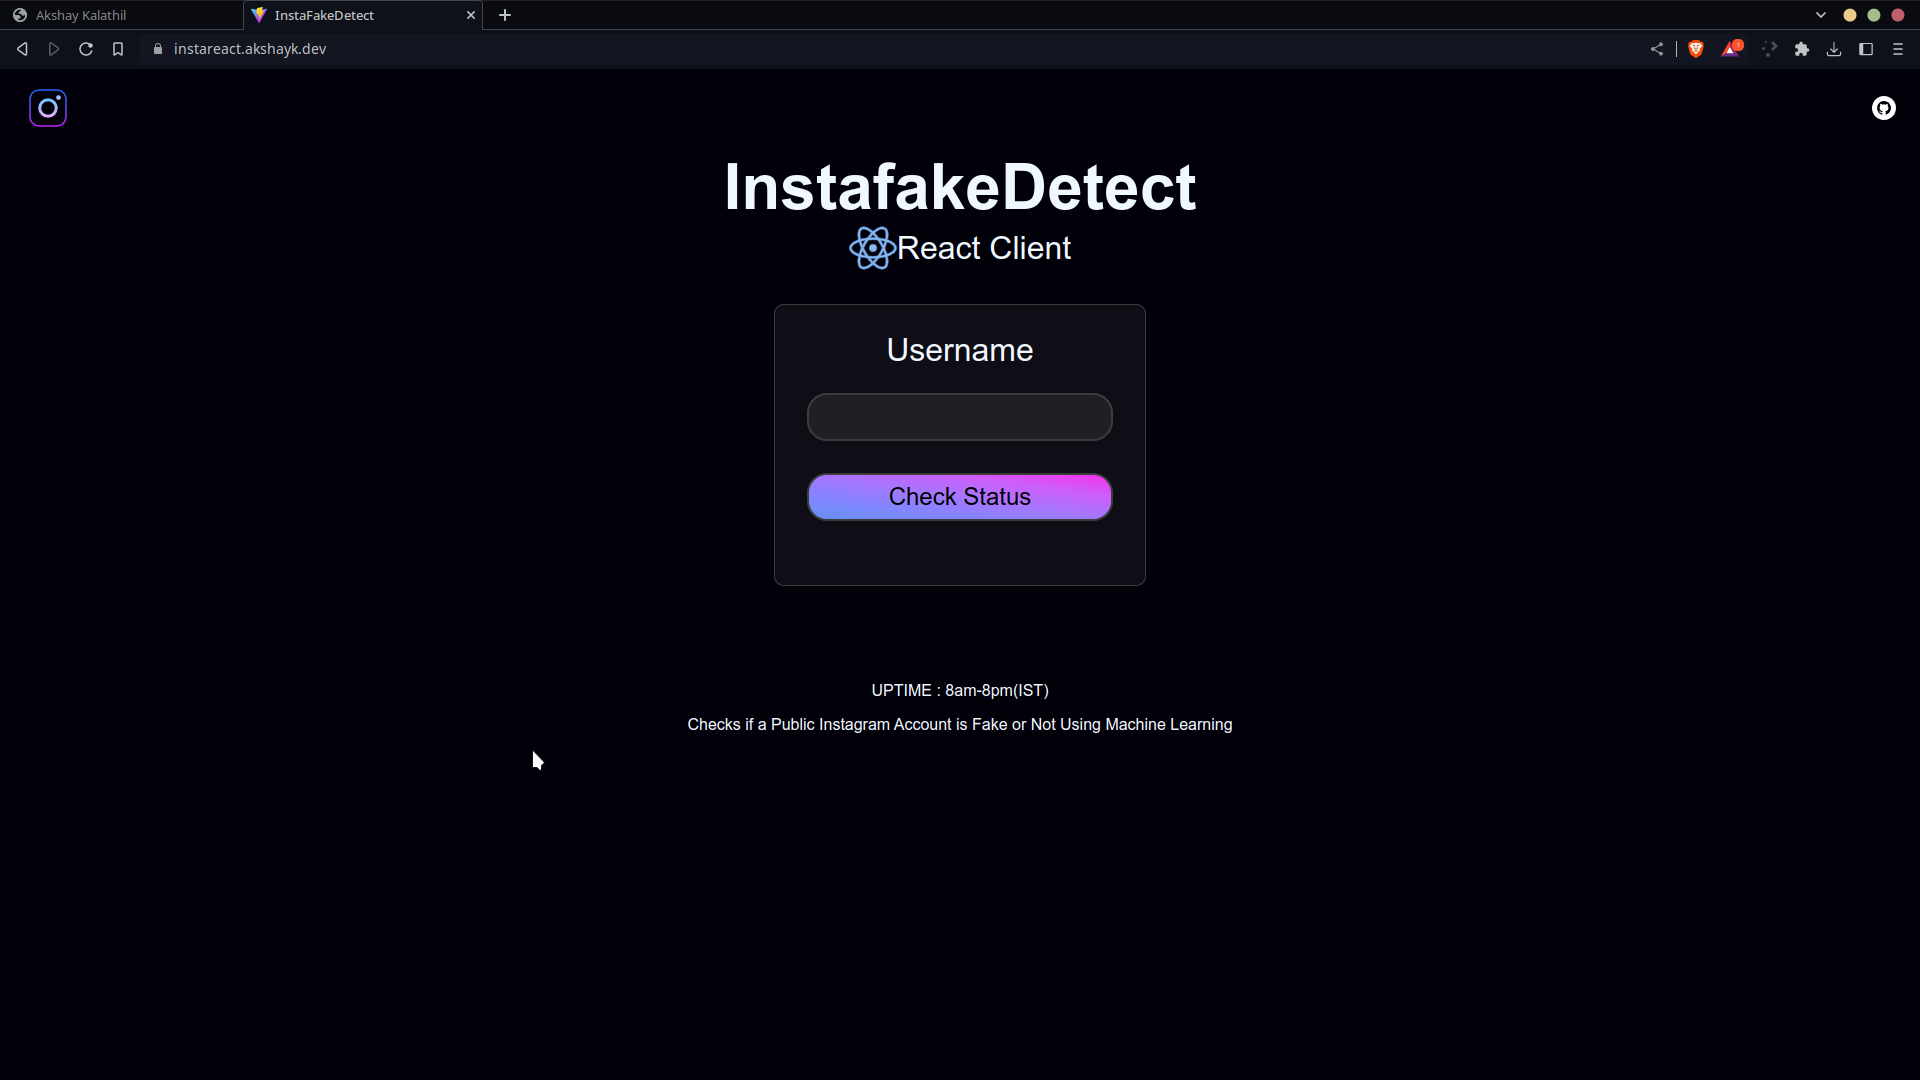 Akshay Kalathil
InstaFakeDetect
instareact.akshayk.dev
InstafakeDetect
React Client
Username
Check Status
UPTIME : 8am-8pm(IST)
Checks if a Public Instagram Account is Fake or Not Using Machine Learning